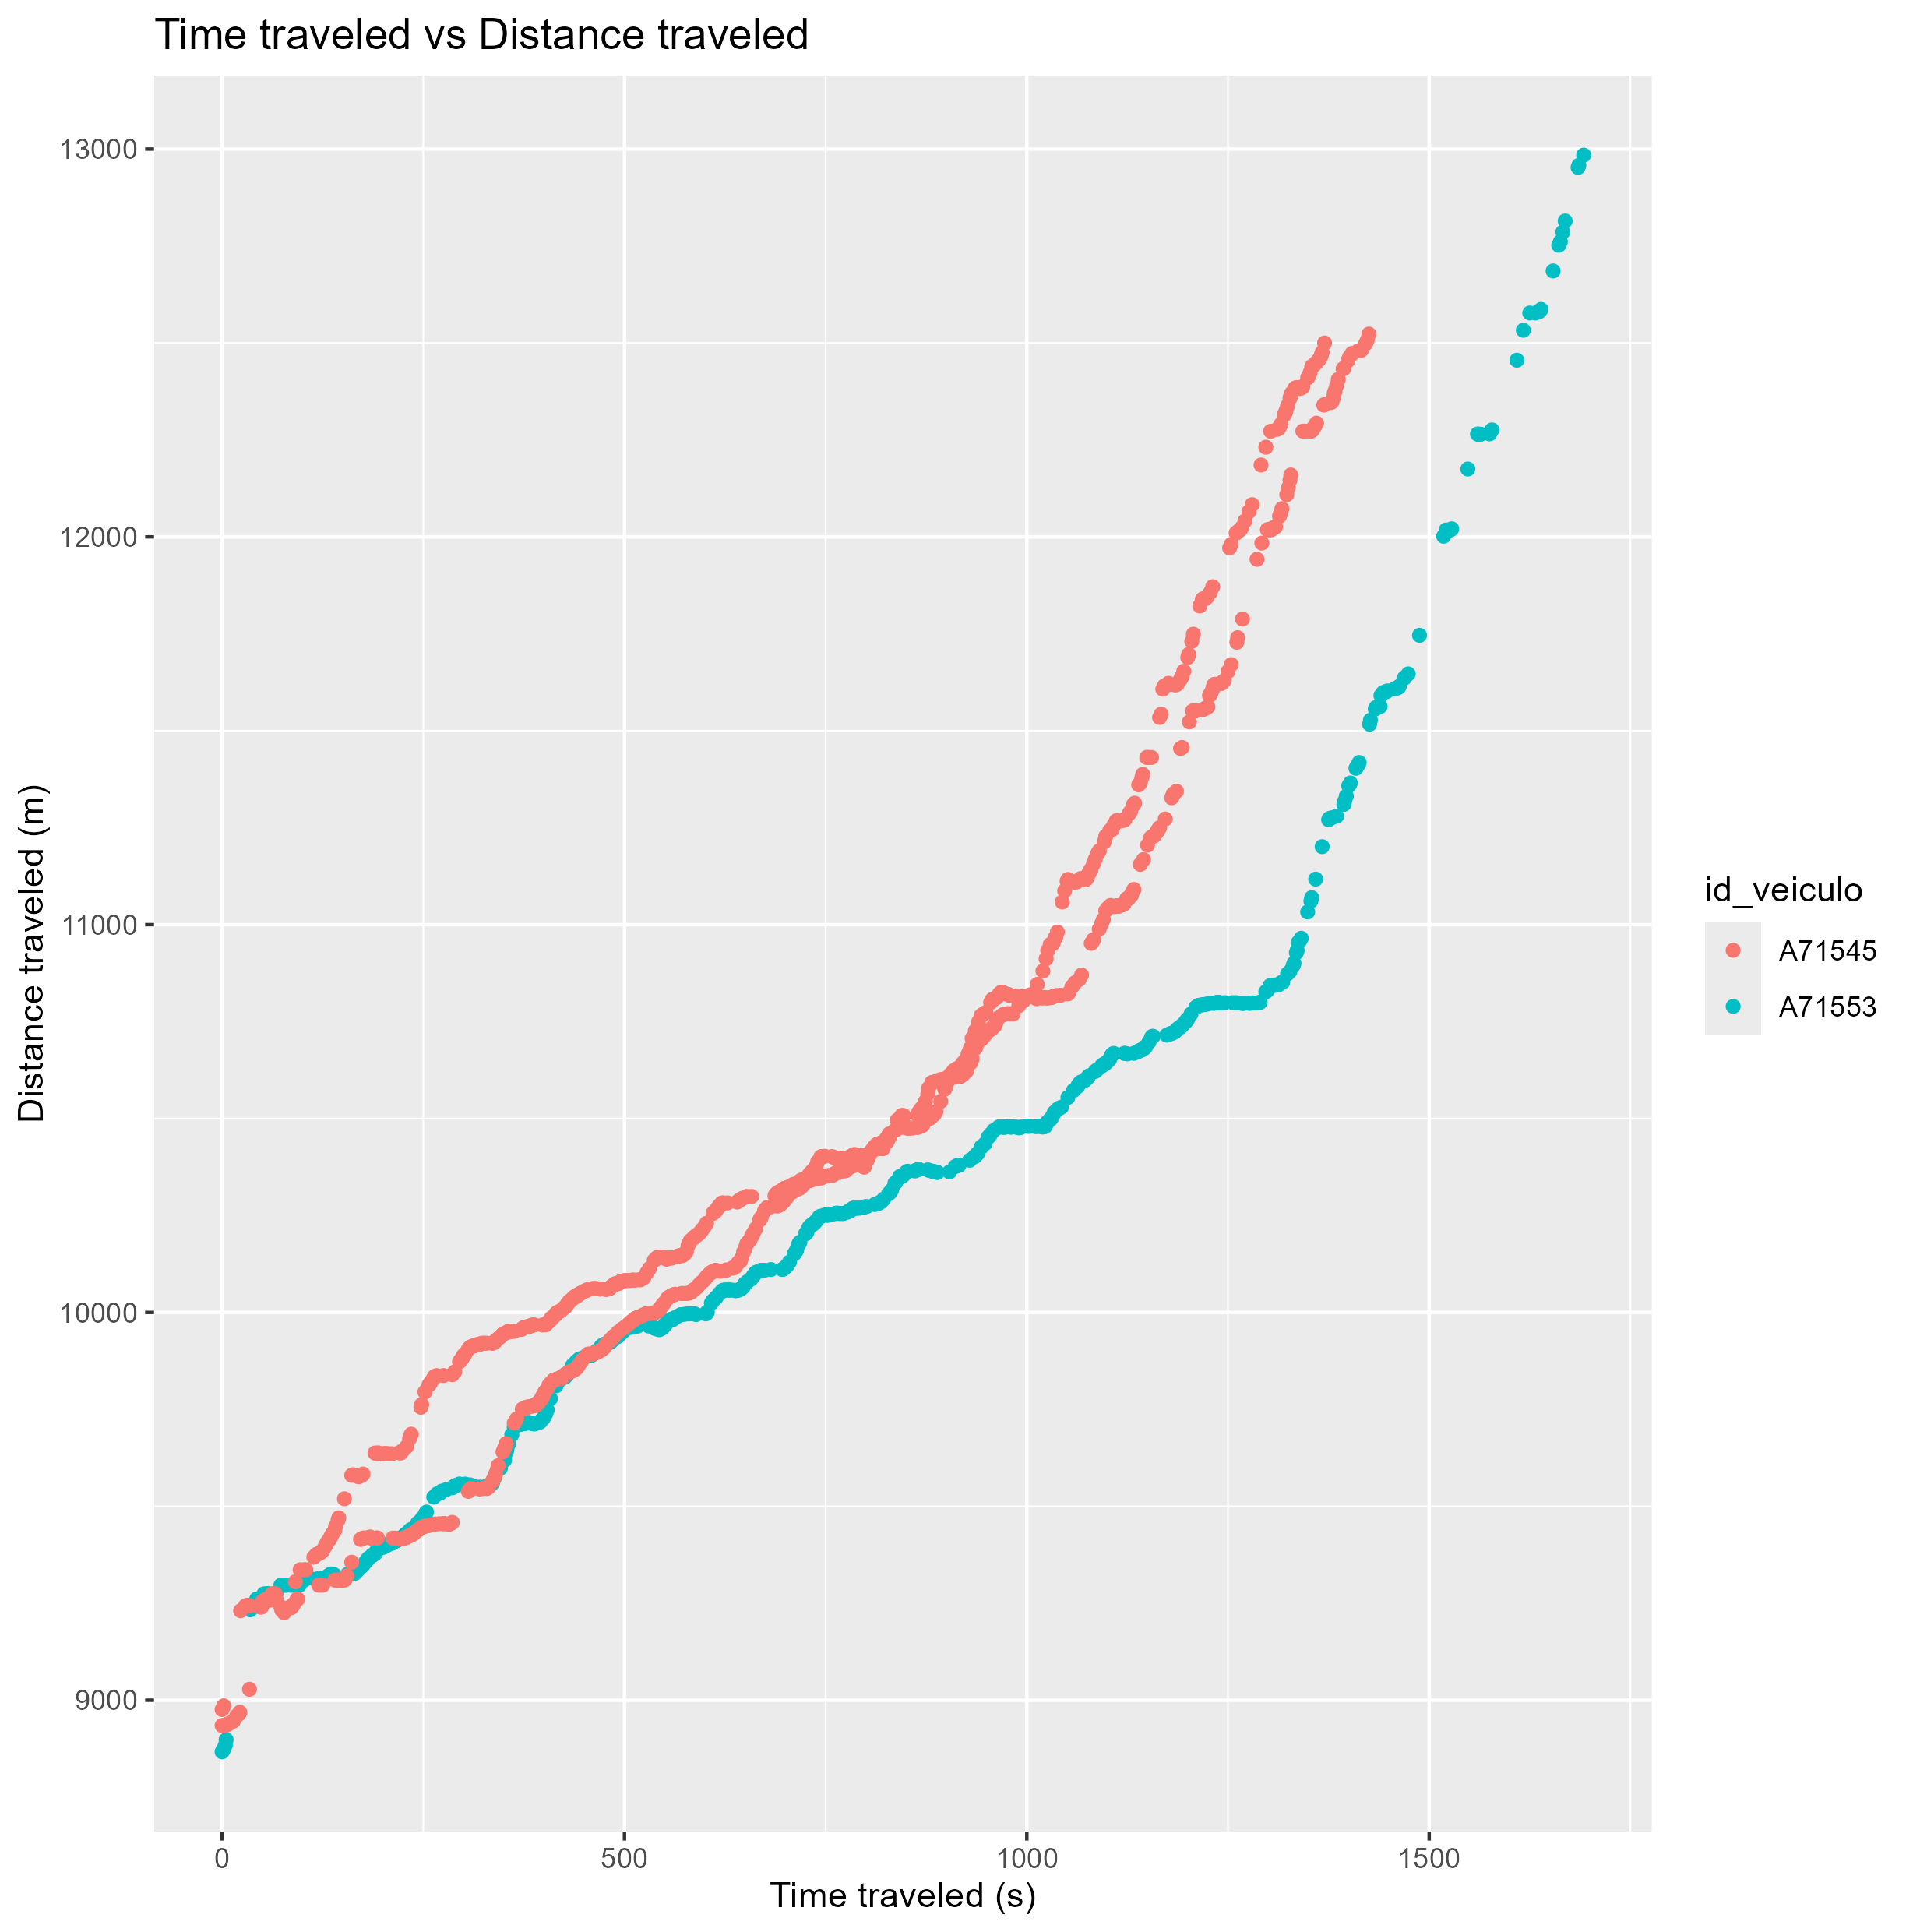 Time traveled vs Distance traveled
13000
12000
11000
10000
9000
Distance traveled (m)
0
500
1000
1500
Time traveled (s)
id_veiculo
A71545
A71553